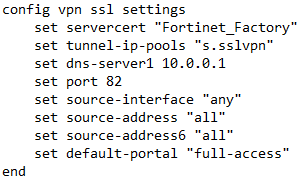 config vpn ssl settings
set servercert "Fortinet_Factory"
set tunnel-ip-pools "s.sslvpn"
set dns-server1 10.0.0.1
set port 82
set source-interface "any"
set source-address "all"
set source-address6 "all"
set default-portal "full-access"
end